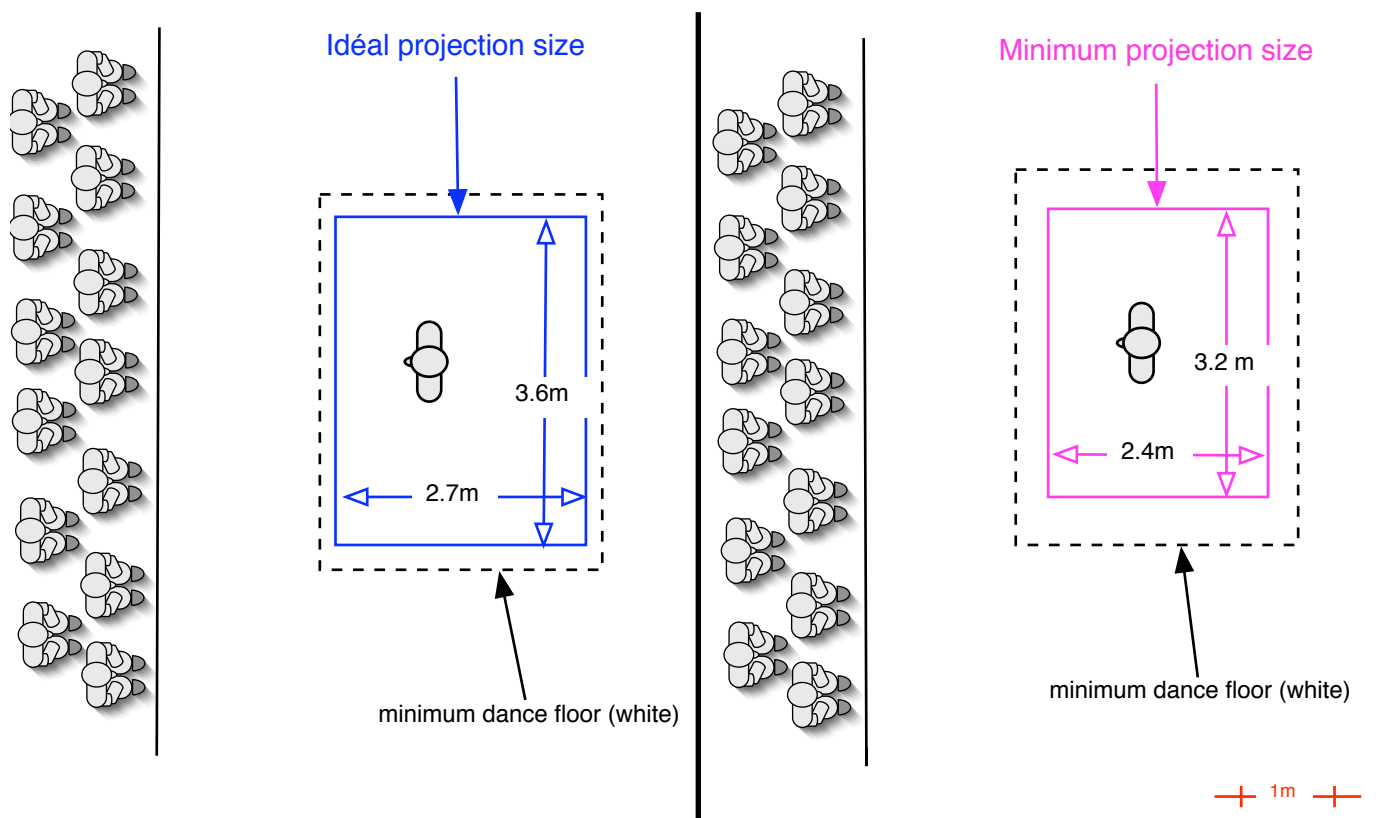 Idéal projection size
3.6m
2.7m
minimum dance floor (white)
Minimum projection size
3.2 m
2.4m
minimum dance floor (white)
1m